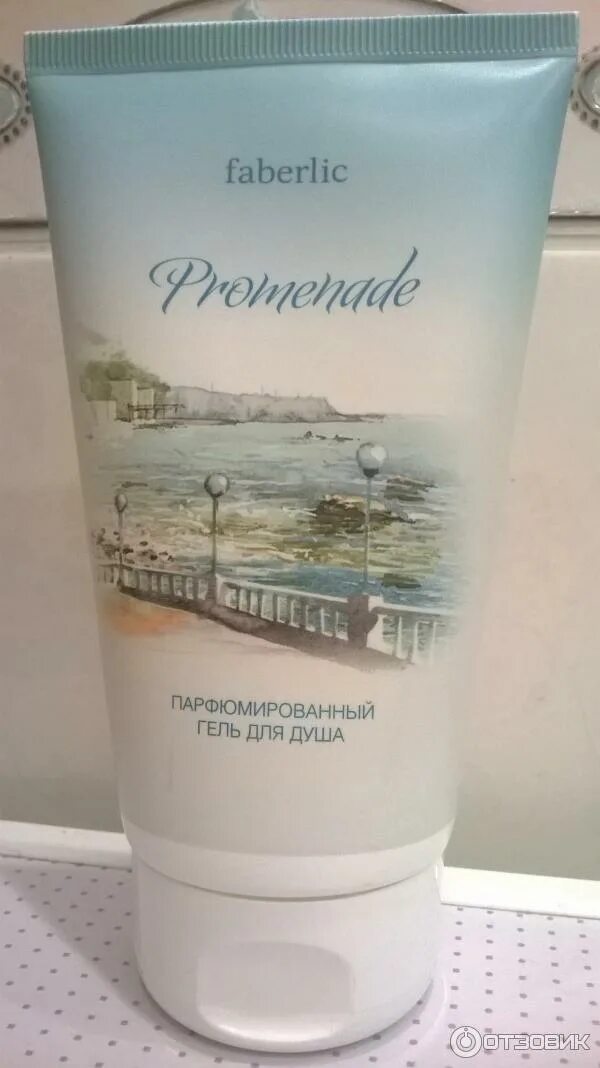 faberlic
Promenade
ПАРФЮМИРОВАННЫЙ
ГЕЛЬ ДЛЯ ДУША
ОТЗОВИК